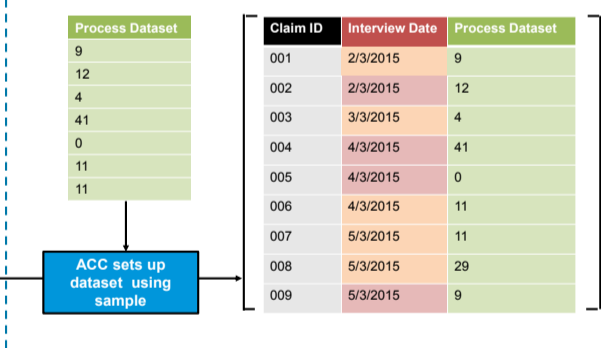 Process Dataset
9
12
4
41
0
11
11
ACC sets up
dataset using
sample
Claim ID Interview Date Process Dataset
001 2/3/2015 9
002 2/3/2015 12
003 3/3/2015 4
004 4/3/2015 41
005 4/3/2015 0
006 4/3/2015 11
007 5/3/2015 11
008 5/3/2015 29
009 5/3/2015 9